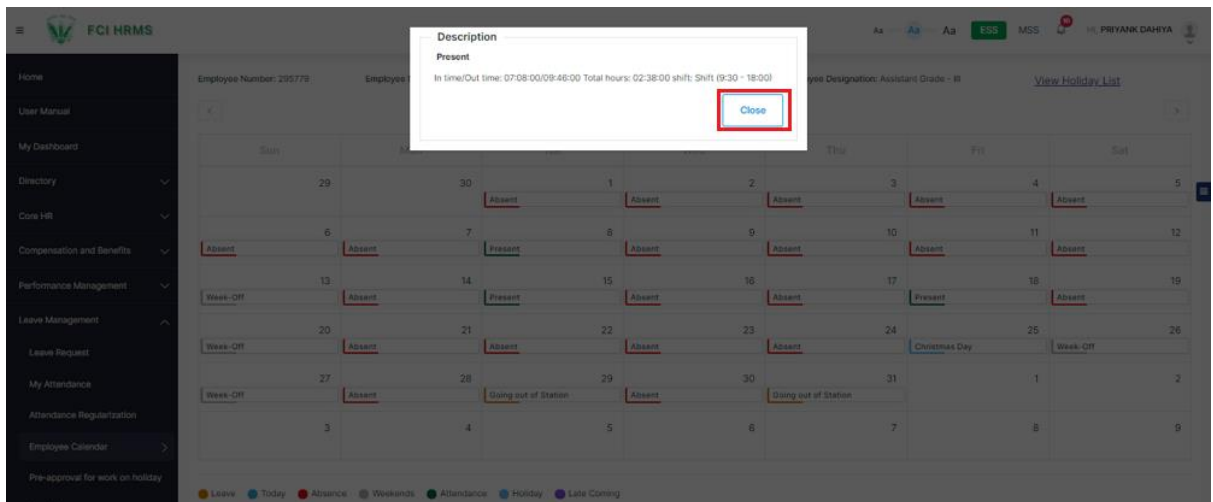 FCI HRMS
Aa Aa Aa ESS MSS Hi, PRIYANK DAHIYA
Description
Present
In time/Out time: 07:08:00/09:46:00 Total hours: 02:38:00 shift: Shift (9:30 - 18:00)
Close
Home
User Manual
My Dashboard
Directory
Core HR
Compensation and Benefits
Performance Management
Leave Management
Leave Request
My Attendance
Attendance Regularization
Employee Calendar
Pre-approval for work on holiday
Employee Number: 295779 Employee Designation: Assistant Grade - III View Holiday List
Sun Thu Fri Sat
29 30 1 2 3 4 5
Absent Absent Absent Absent Absent
6 7 8 9 10 11 12
Absent Absent Present Absent Absent Absent Absent
13 14 15 16 17 18 19
Week-Off Absent Present Absent Absent Present Absent
20 21 22 23 24 25 26
Week-Off Absent Absent Absent Absent Christmas Day Week-Off
27 28 29 30 31 1 2
Week-Off Absent Going out of Station Absent Going out of Station
3 4 5 6 7 8 9
Leave Today Absence Weekends Attendance Holiday Late Coming